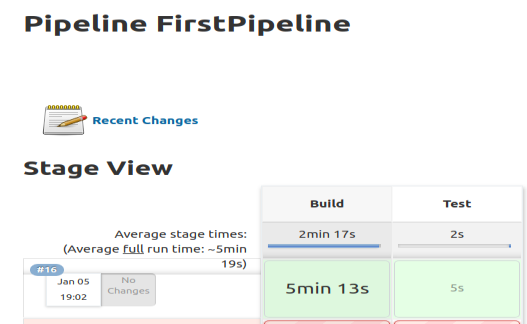 Pipeline FirstPipeline
Recent Changes
Stage View
Build
Test
Average stage times:
(Average full run time: ~5min
19s)
2min 17s
2s
#16
Jan 05
19:02
No
Changes
5min 13s
5s